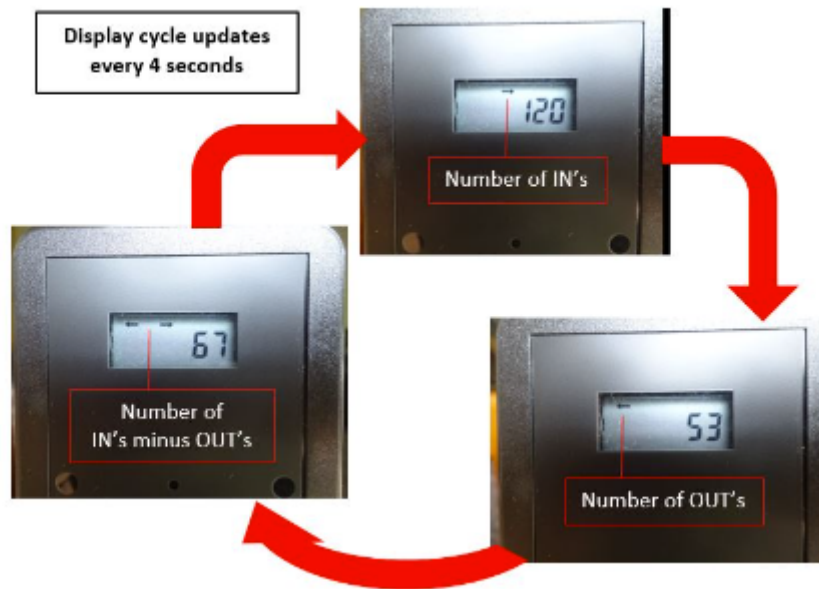 Display cycle updates
every 4 seconds
→
120
Number of IN's
← →
67
Number of
IN's minus OUT's
←
53
Number of OUT's